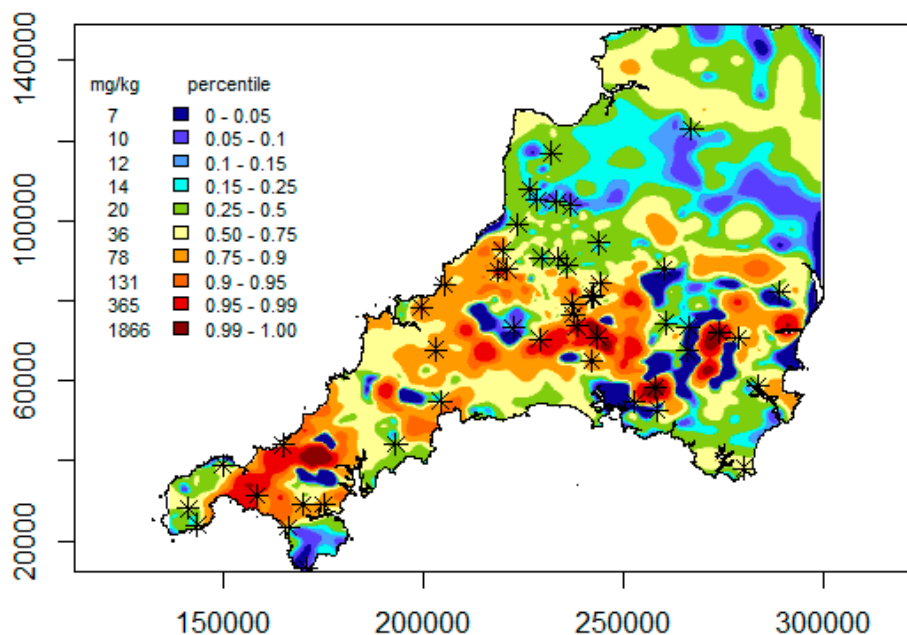 140000
100000
60000
20000
mg/kg percentile
7 0 - 0.05
10 0.05 - 0.1
12 0.1 - 0.15
14 0.15 - 0.25
20 0.25 - 0.5
36 0.50 - 0.75
78 0.75 - 0.9
131 0.9 - 0.95
365 0.95 - 0.99
1866 0.99 - 1.00
150000 200000 250000 300000